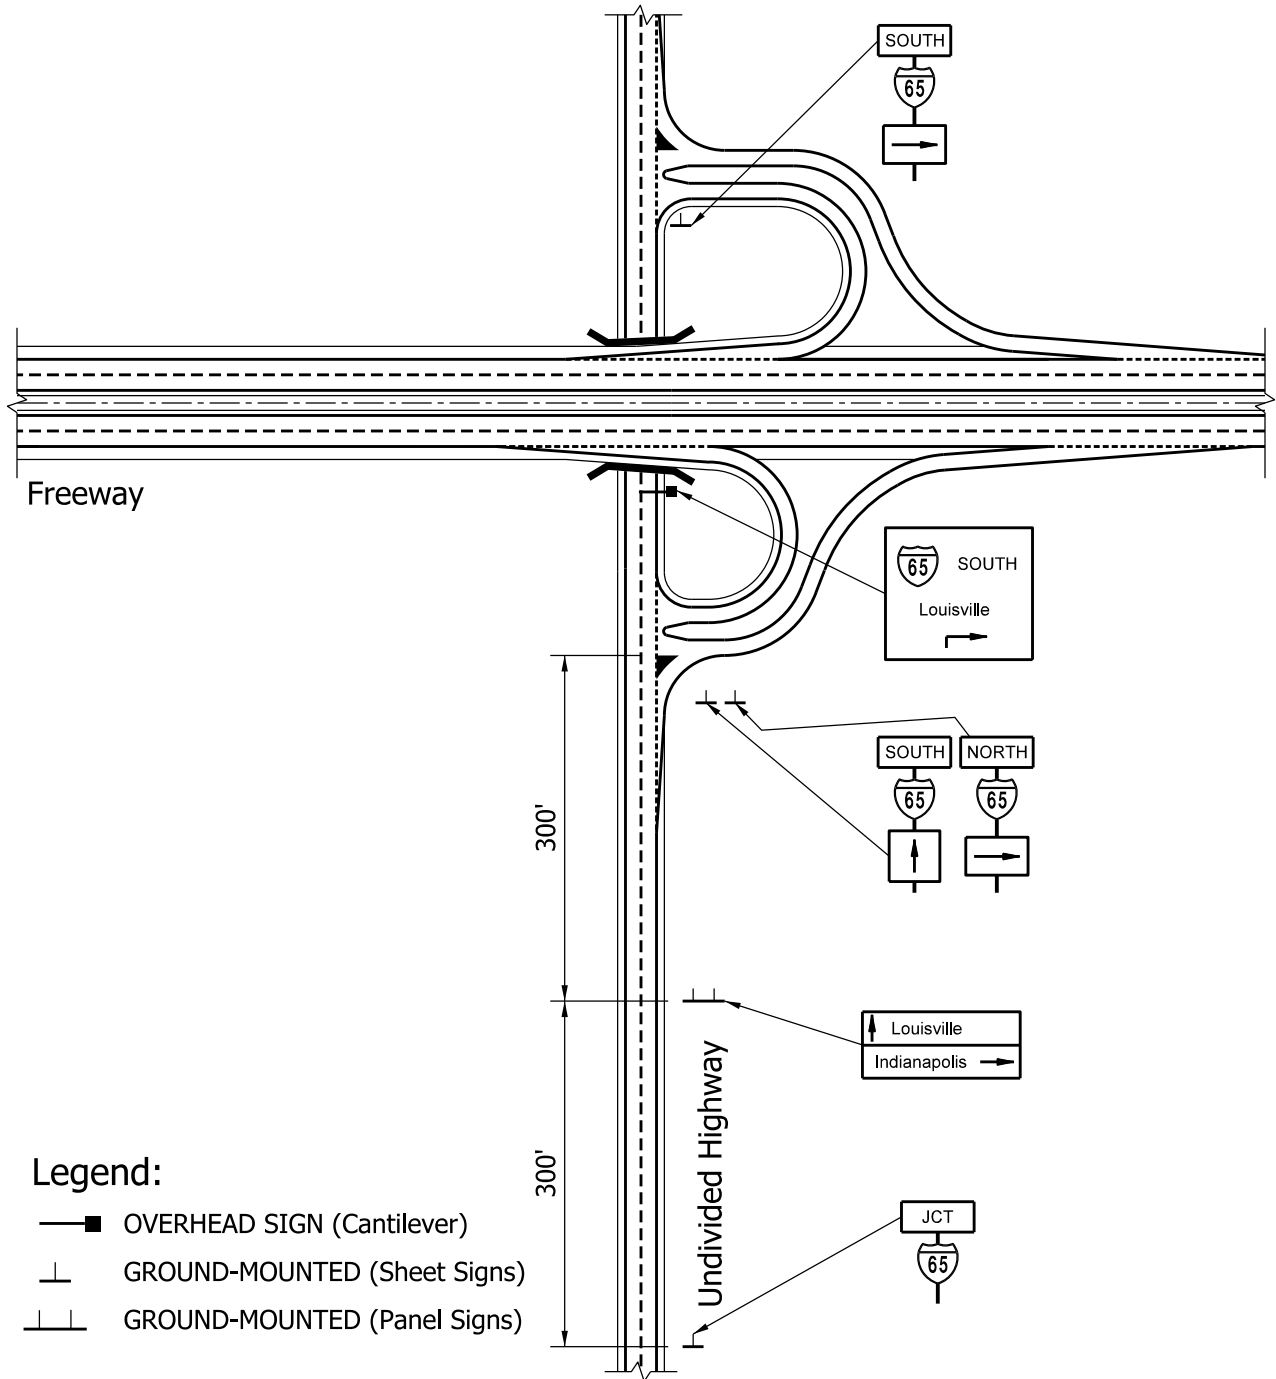 SOUTH
65
Freeway
65 SOUTH
Louisville
SOUTH NORTH
65 65
300'
Louisville
Indianapolis
Undivided Highway
300'
Legend:
OVERHEAD SIGN (Cantilever)
GROUND-MOUNTED (Sheet Signs)
GROUND-MOUNTED (Panel Signs)
JCT
65